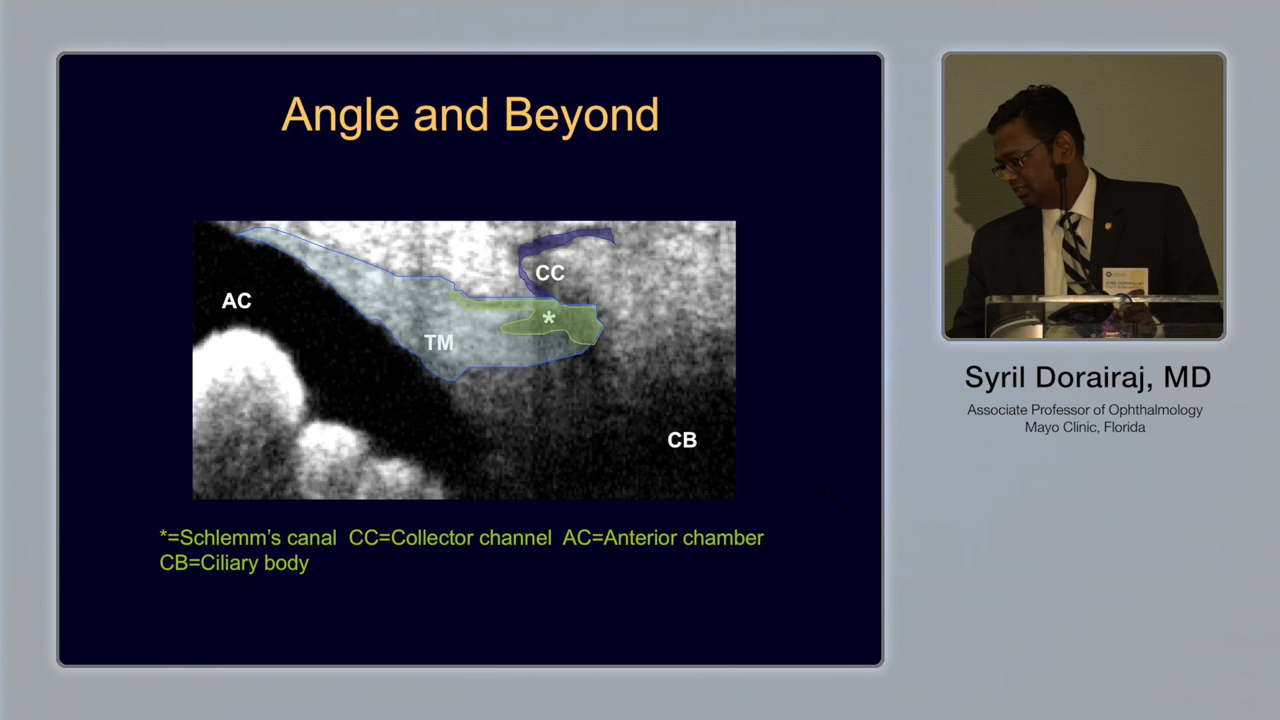 Angle and Beyond
CC
AC
*
TM
CB
*=Schlemm’s canal CC=Collector channel AC=Anterior chamber
CB=Ciliary body
Syril Dorairaj, MD
Associate Professor of Ophthalmology
Mayo Clinic, Florida